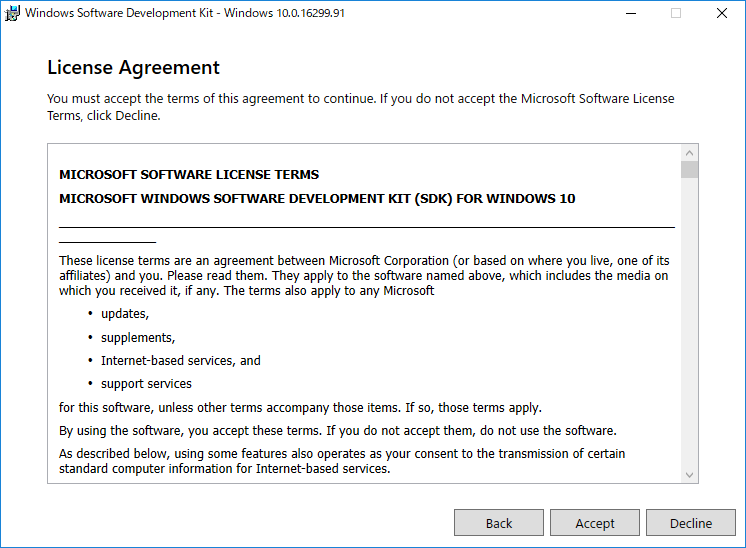 Windows Software Development Kit - Windows 10.0.16299.91
License Agreement
You must accept the terms of this agreement to continue. If you do not accept the Microsoft Software License
Terms, click Decline.
MICROSOFT SOFTWARE LICENSE TERMS
MICROSOFT WINDOWS SOFTWARE DEVELOPMENT KIT (SDK) FOR WINDOWS 10
These license terms are an agreement between Microsoft Corporation (or based on where you live, one of its
affiliates) and you. Please read them. They apply to the software named above, which includes the media on
which you received it, if any. The terms also apply to any Microsoft
• updates,
• supplements,
• Internet-based services, and
• support services
for this software, unless other terms accompany those items. If so, those terms apply.
By using the software, you accept these terms. If you do not accept them, do not use the software.
As described below, using some features also operates as your consent to the transmission of certain
standard computer information for Internet-based services.
Back Accept Decline